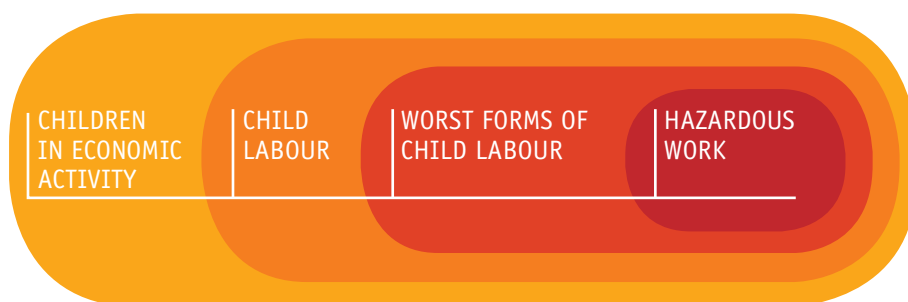 CHILDREN
IN ECONOMIC
ACTIVITY
CHILD
LABOUR
WORST FORMS OF
CHILD LABOUR
HAZARDOUS
WORK